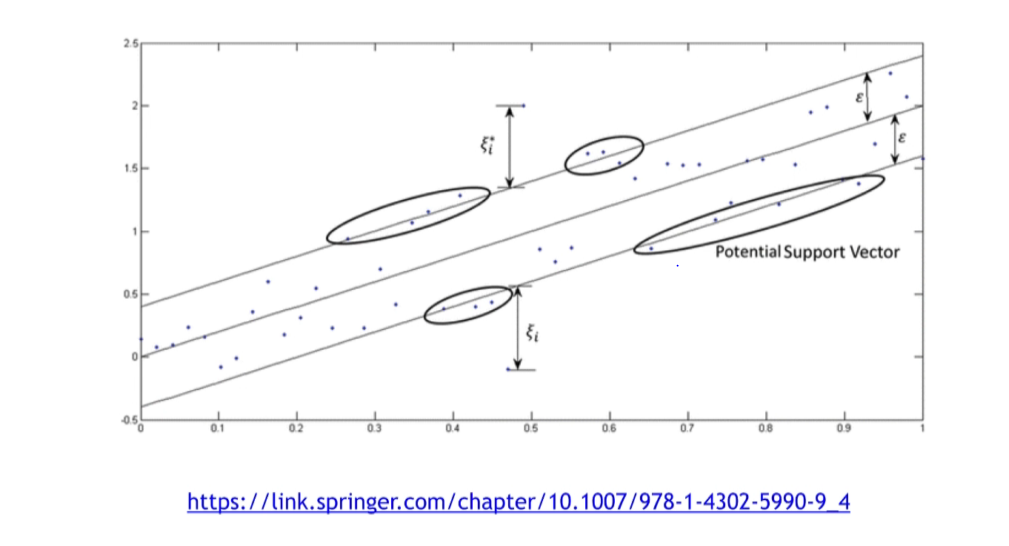 2.5
2
ε
ξ*i
ε
1.5
1
Potential Support Vector
0.5
ξi
0
-0.5
0 0.1 0.2 0.3 0.4 0.5 0.6 0.7 0.8 0.9 1
https://link.springer.com/chapter/10.1007/978-1-4302-5990-9_4